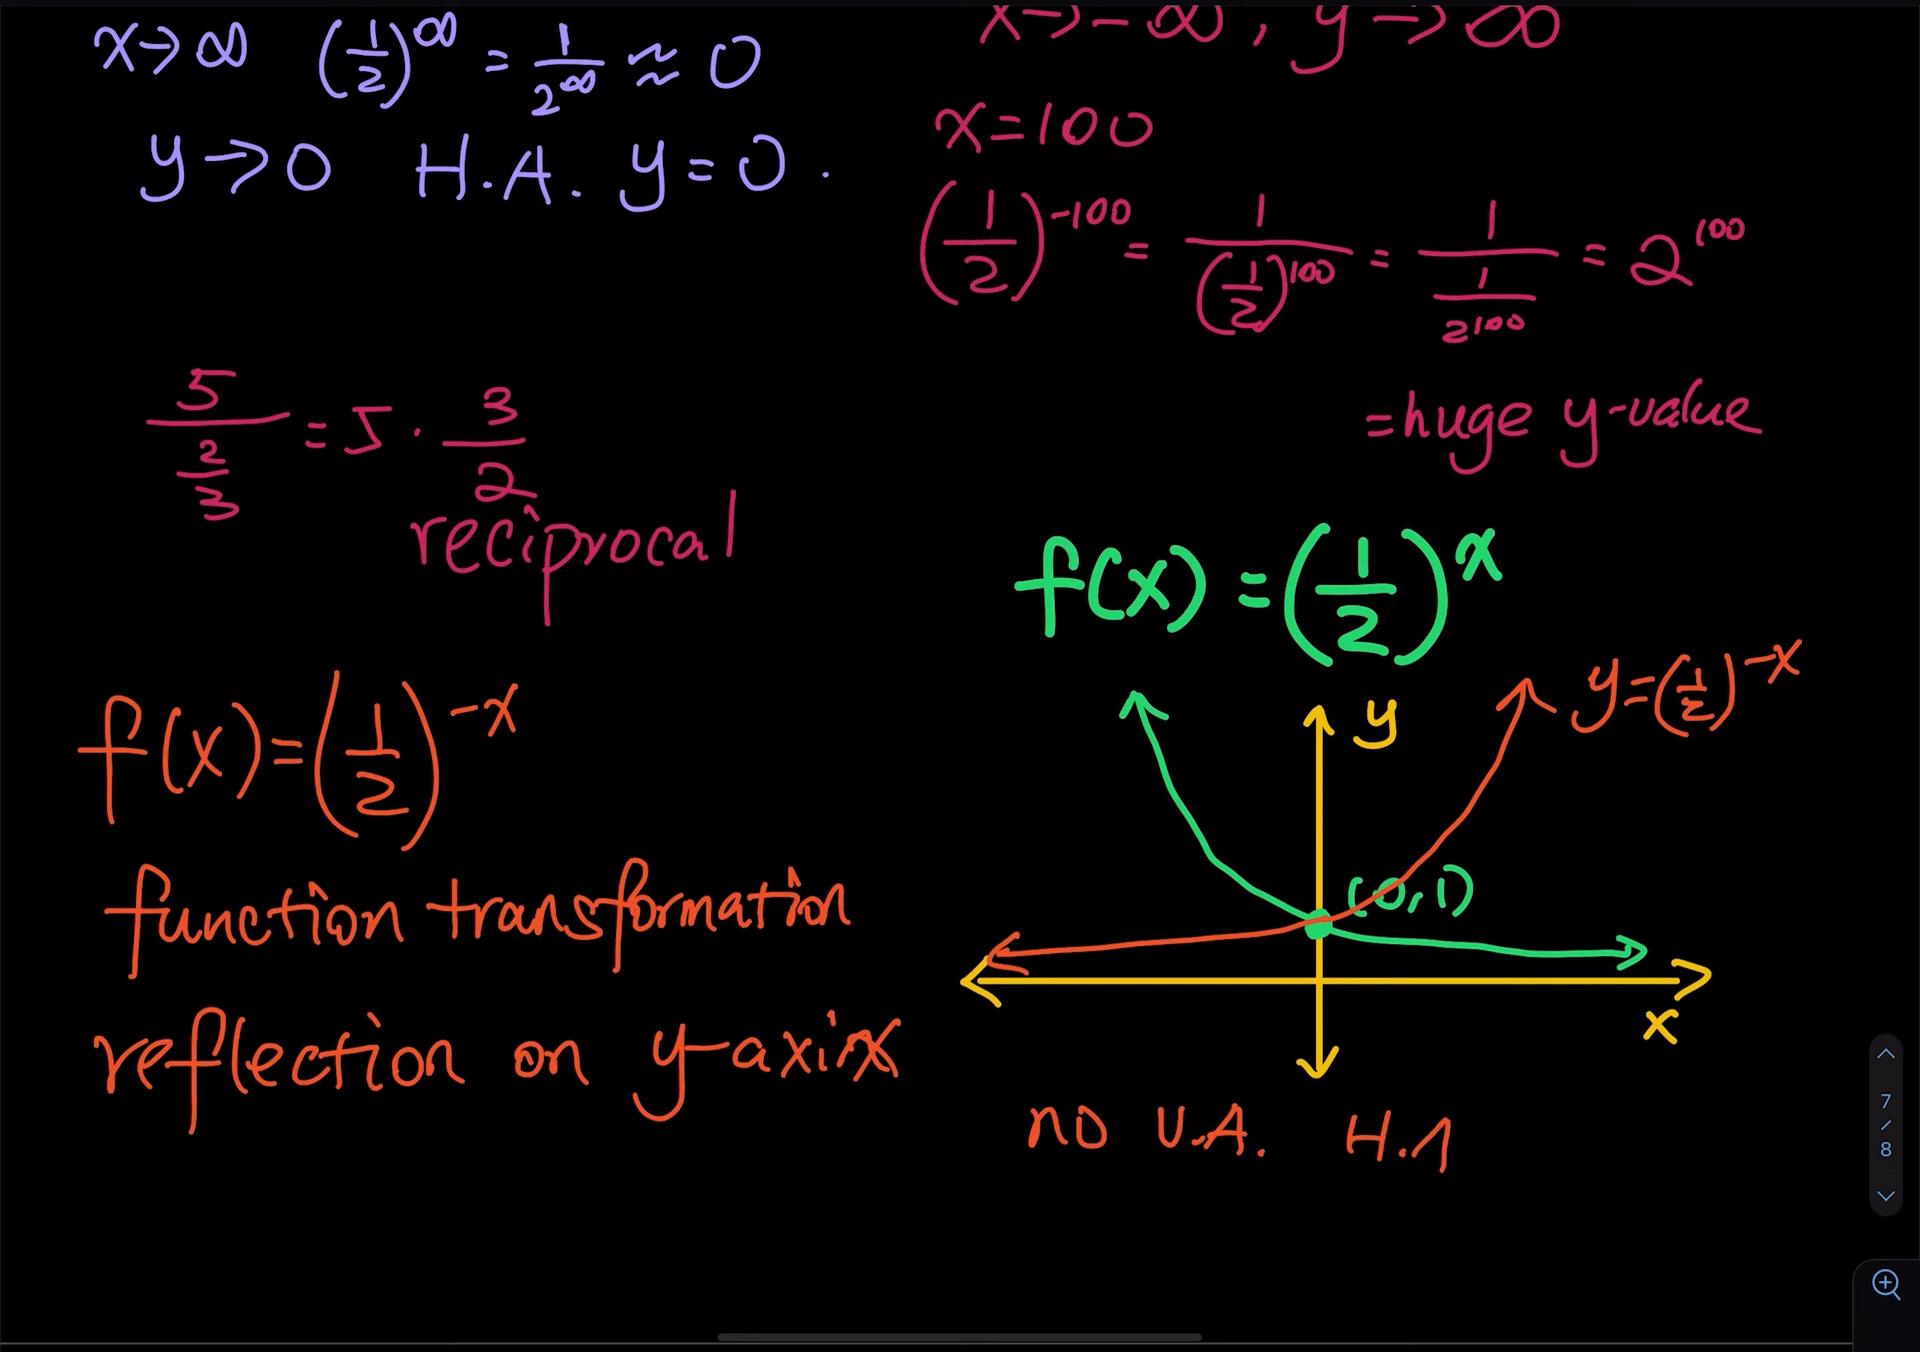 x→∞ (1/2)^∞ = 1/2^∞ ≈ 0
y→0 H.A. y=0.
x→-∞, y→∞
x=100
(1/2)^-100 = 1/(1/2)^100 = 1/(1/2^100) = 2^100
=huge y-value
5/(2/3) = 5 · 3/2
reciprocal
f(x) = (1/2)^x
f(x)=(1/2)^-x
function transformation
reflection on y-axis
y
y=(1/2)^-x
(0,1)
x
no V.A. H.A
7
/
8